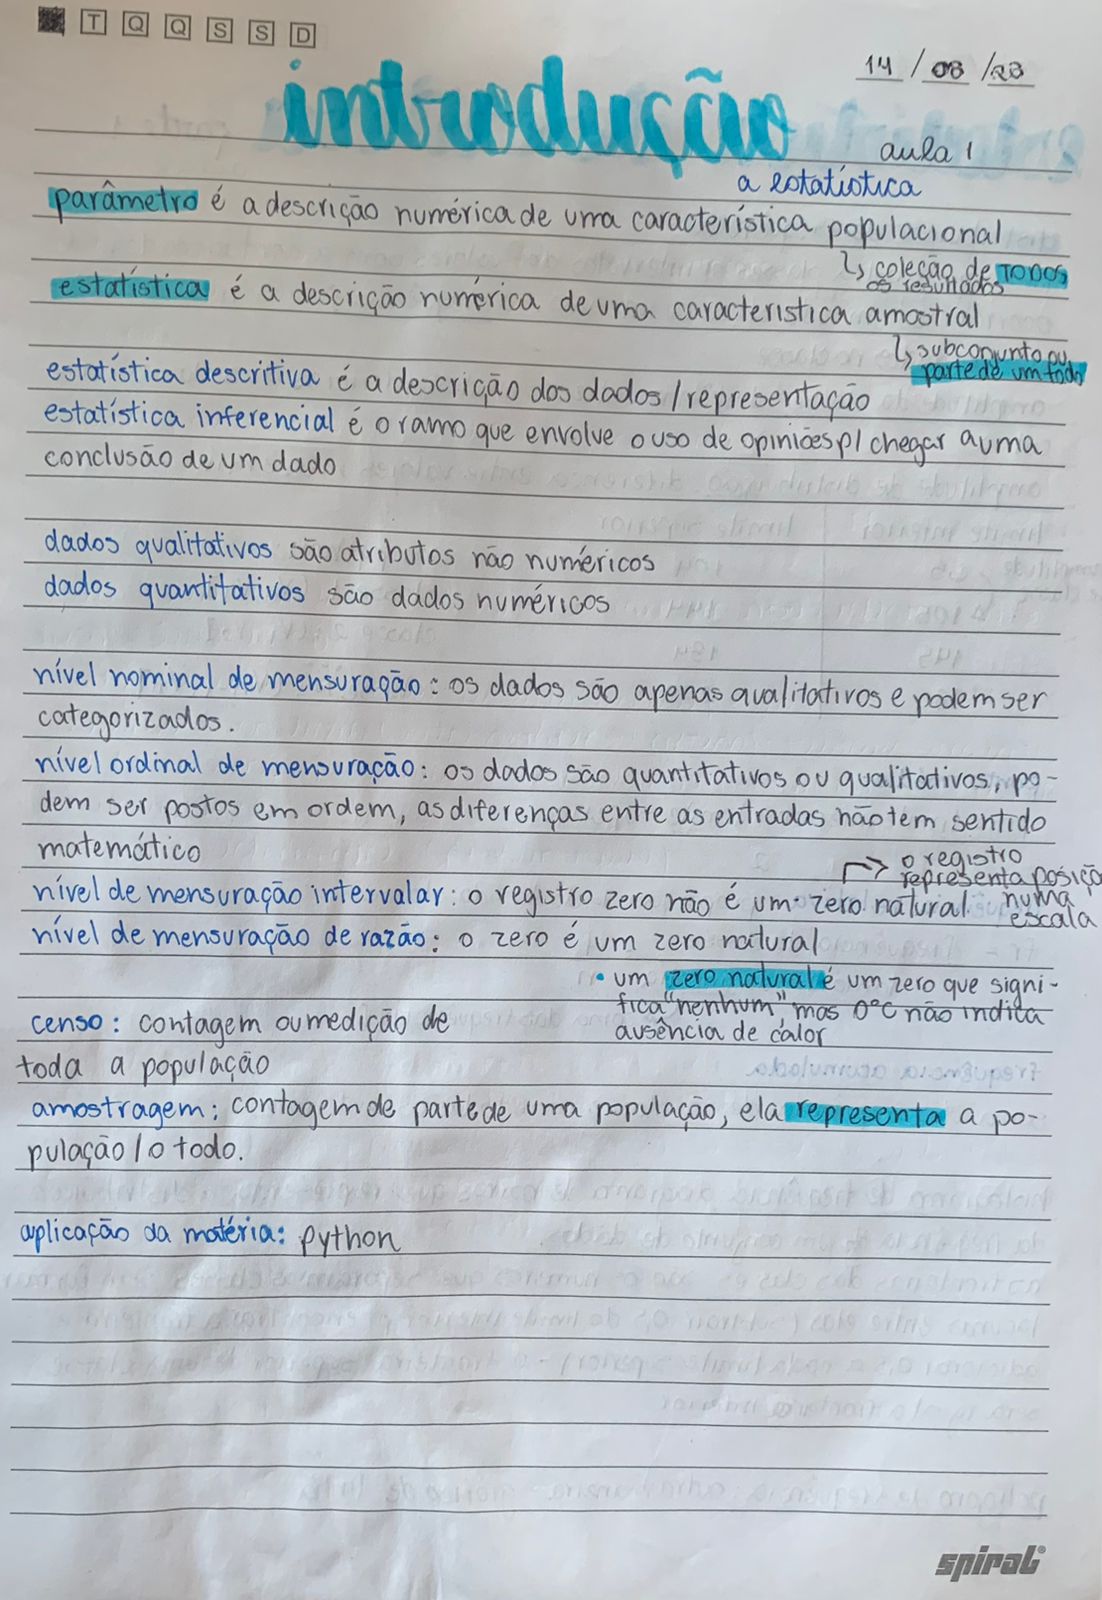 T Q Q S S D
14/08/23
introdução
aula 1
a estatística
parâmetro é a descrição numérica de uma característica populacional
↳ coleção de TODOS
os resultados
estatística é a descrição numérica de uma caracteristica amostral
↳ subconjunto ou
parte de um todo
estatística descritiva é a descrição dos dados/representação
estatística inferencial é o ramo que envolve o uso de opiniões p/ chegar a uma
conclusão de um dado
dados qualitativos são atributos não numéricos
dados quantitativos são dados numéricos
nível nominal de mensuração: os dados são apenas qualitativos e podem ser
categorizados.
nível ordinal de mensuração: os dados são quantitativos ou qualitativos, po-
dem ser postos em ordem, as diferenças entre as entradas não tem sentido
matemático
→ o registro
representa posição
numa
escala
nível de mensuração intervalar: o registro zero não é um zero natural
nível de mensuração de razão: o zero é um zero natural
• um zero natural é um zero que signi-
fica "nenhum" mas 0°C não indica
ausência de calor
censo: contagem ou medição de
toda a população
amostragem: contagem de parte de uma população, ela representa a po-
pulação/o todo.
aplicação da matéria: python
spiral